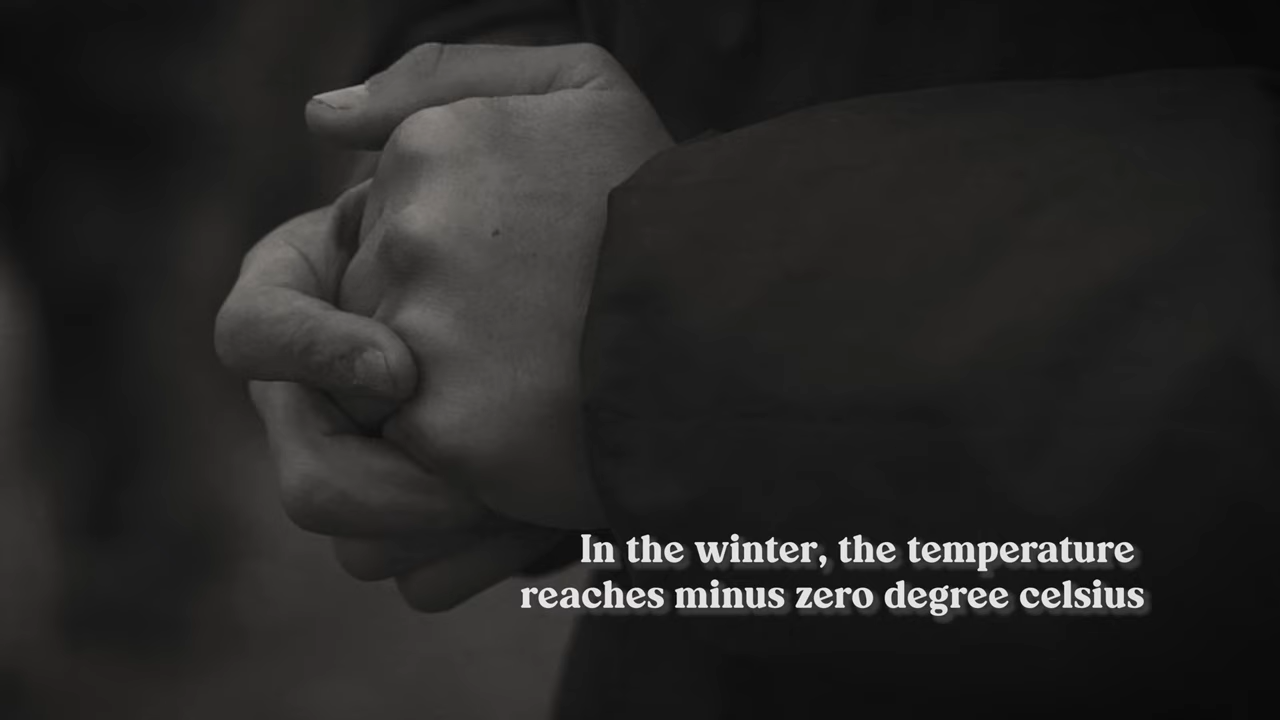 In the winter, the temperature
reaches minus zero degree celsius